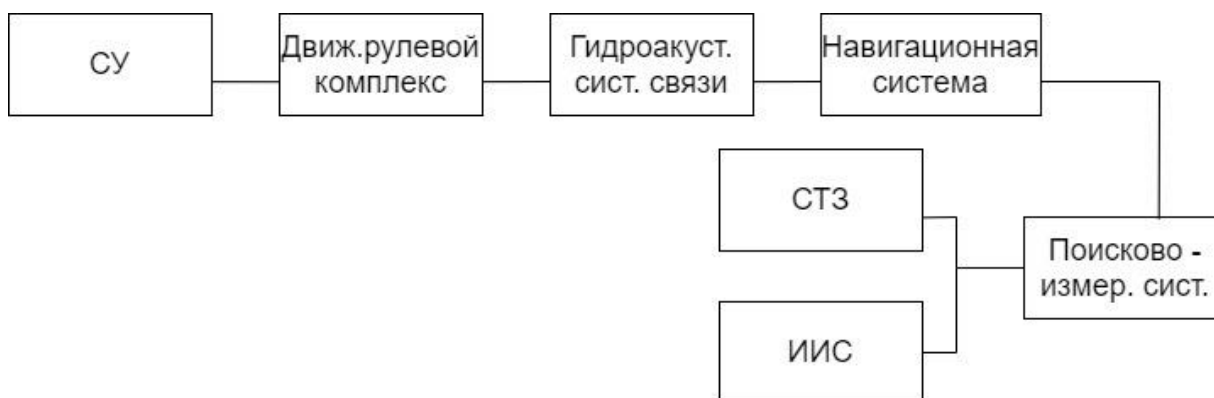 СУ
Движ.рулевой
комплекс
Гидроакуст.
сист. связи
Навигационная
система
СТЗ
Поисково -
измер. сист.
ИИС